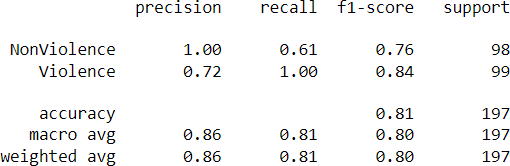 precision recall f1-score support
NonViolence 1.00 0.61 0.76 98
Violence 0.72 1.00 0.84 99
accuracy 0.81 197
macro avg 0.86 0.81 0.80 197
weighted avg 0.86 0.81 0.80 197